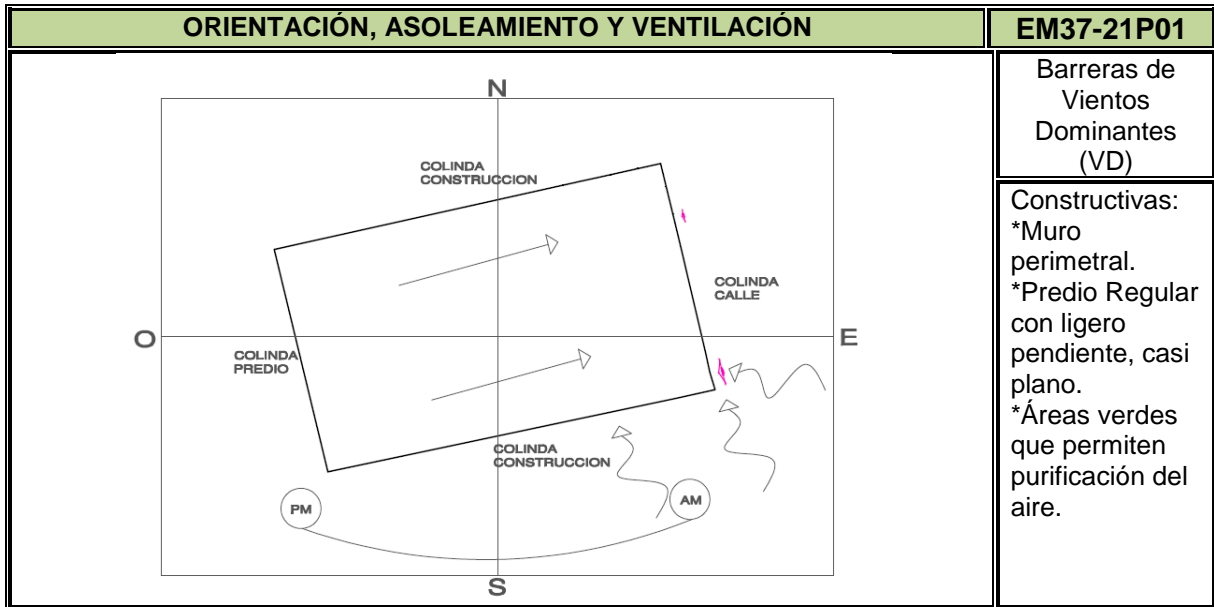 ORIENTACIÓN, ASOLEAMIENTO Y VENTILACIÓN
EM37-21P01
N
COLINDA
CONSTRUCCION
COLINDA
CALLE
O
E
COLINDA
PREDIO
COLINDA
CONSTRUCCION
PM
AM
S
Barreras de
Vientos
Dominantes
(VD)
Constructivas:
*Muro
perimetral.
*Predio Regular
con ligero
pendiente, casi
plano.
*Áreas verdes
que permiten
purificación del
aire.